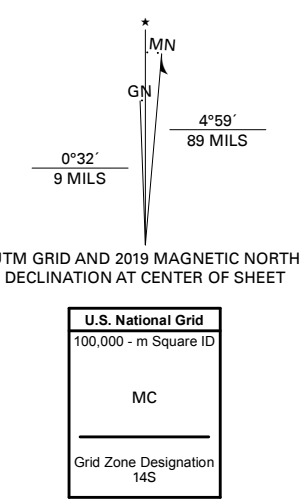 ★
MN
GN
4°59´
89 MILS
0°32´
9 MILS
UTM GRID AND 2019 MAGNETIC NORTH
DECLINATION AT CENTER OF SHEET
U.S. National Grid
100,000 - m Square ID
MC
Grid Zone Designation
14S